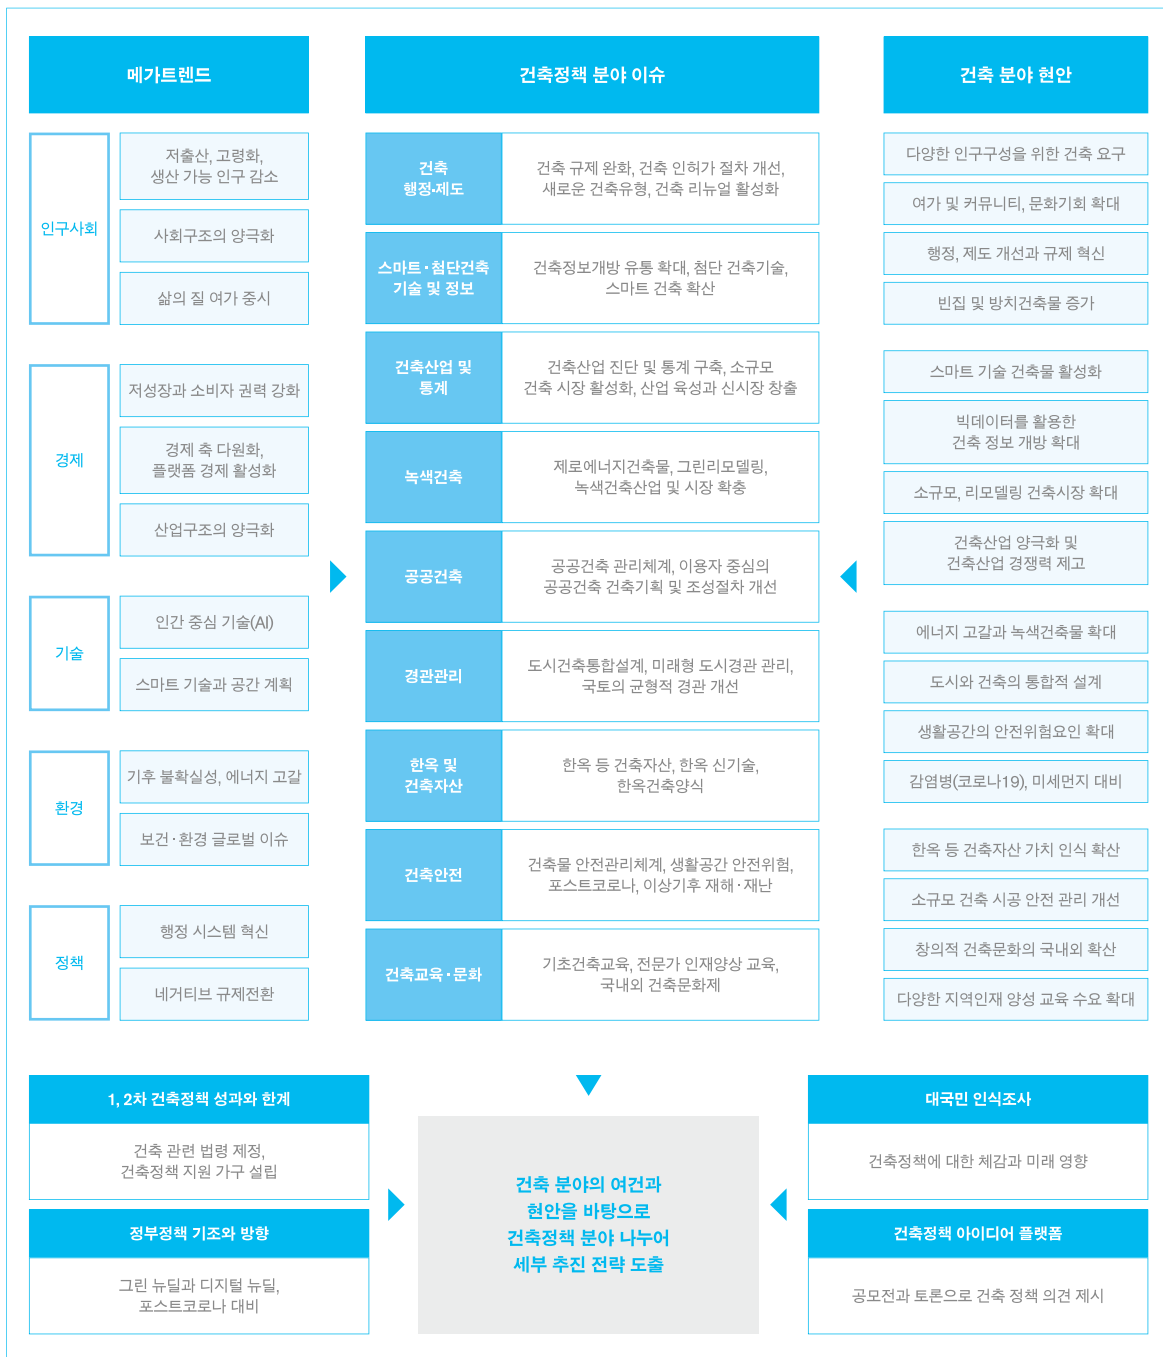 메가트렌드
인구사회
저출산, 고령화,
생산 가능 인구 감소
사회구조의 양극화
삶의 질 여가 중시
경제
저성장과 소비자 권력 강화
경제 축 다원화,
플랫폼 경제 활성화
산업구조의 양극화
기술
인간 중심 기술(AI)
스마트 기술과 공간 계획
환경
기후 불확실성, 에너지 고갈
보건·환경 글로벌 이슈
정책
행정 시스템 혁신
네거티브 규제전환
건축정책 분야 이슈
건축
행정·제도
건축 규제 완화, 건축 인허가 절차 개선,
새로운 건축유형, 건축 리뉴얼 활성화
스마트·첨단건축
기술 및 정보
건축정보개방 유통 확대, 첨단 건축기술,
스마트 건축 확산
건축산업 및
통계
건축산업 진단 및 통계 구축, 소규모
건축 시장 활성화, 산업 육성과 신시장 창출
녹색건축
제로에너지건축물, 그린리모델링,
녹색건축산업 및 시장 확충
공공건축
공공건축 관리체계, 이용자 중심의
공공건축 건축기획 및 조성절차 개선
경관관리
도시건축통합설계, 미래형 도시경관 관리,
국토의 균형적 경관 개선
한옥 및
건축자산
한옥 등 건축자산, 한옥 신기술,
한옥건축양식
건축안전
건축물 안전관리체계, 생활공간 안전위험,
포스트코로나, 이상기후 재해·재난
건축교육·문화
기초건축교육, 전문가 인재양상 교육,
국내외 건축문화제
건축 분야 현안
다양한 인구구성을 위한 건축 요구
여가 및 커뮤니티, 문화기회 확대
행정, 제도 개선과 규제 혁신
빈집 및 방치건축물 증가
스마트 기술 건축물 활성화
빅데이터를 활용한
건축 정보 개방 확대
소규모, 리모델링 건축시장 확대
건축산업 양극화 및
건축산업 경쟁력 제고
에너지 고갈과 녹색건축물 확대
도시와 건축의 통합적 설계
생활공간의 안전위험요인 확대
감염병(코로나19), 미세먼지 대비
한옥 등 건축자산 가치 인식 확산
소규모 건축 시공 안전 관리 개선
창의적 건축문화의 국내외 확산
다양한 지역인재 양성 교육 수요 확대
1, 2차 건축정책 성과와 한계
건축 관련 법령 제정,
건축정책 지원 가구 설립
정부정책 기조와 방향
그린 뉴딜과 디지털 뉴딜,
포스트코로나 대비
건축 분야의 여건과
현안을 바탕으로
건축정책 분야 나누어
세부 추진 전략 도출
대국민 인식조사
건축정책에 대한 체감과 미래 영향
건축정책 아이디어 플랫폼
공모전과 토론으로 건축 정책 의견 제시